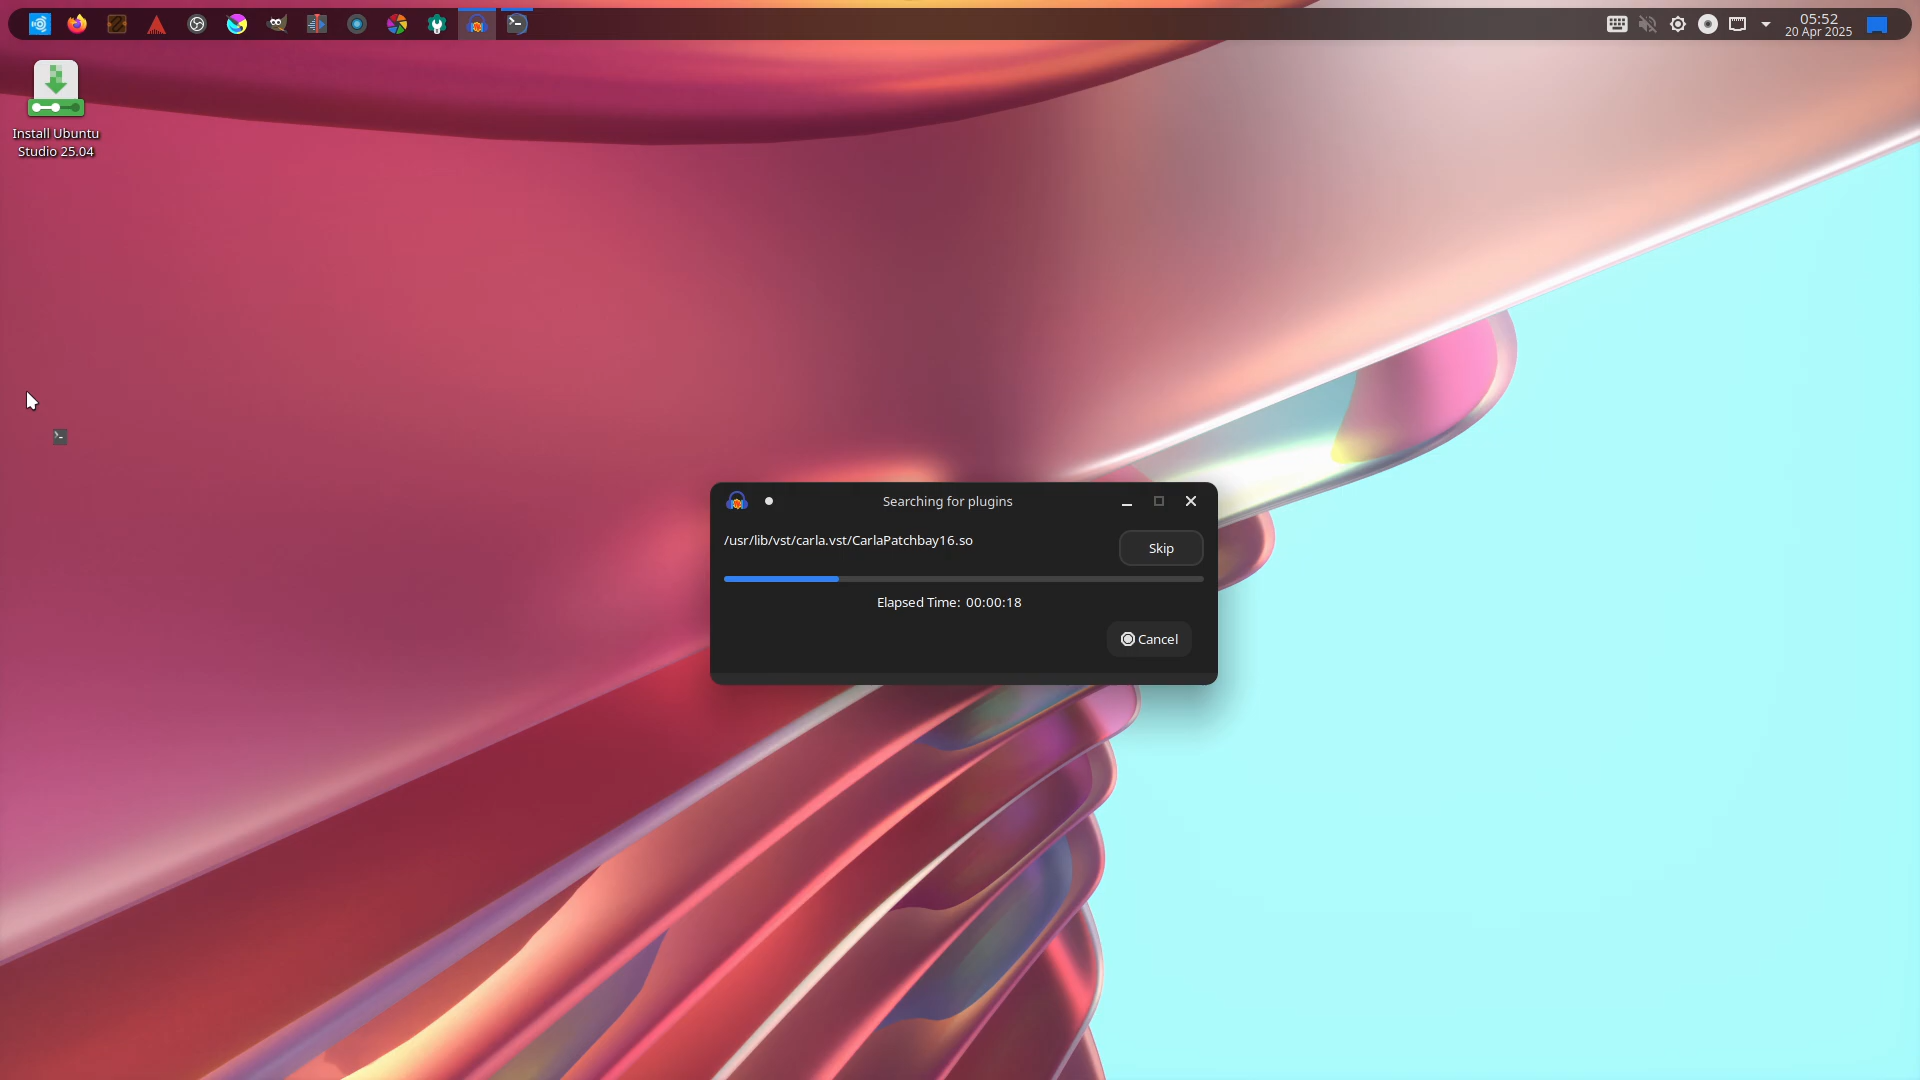 05:52
20 Apr 2025
Install Ubuntu
Studio 25.04
Searching for plugins
/usr/lib/vst/carla.vst/CarlaPatchbay16.so
Skip
Elapsed Time: 00:00:18
Cancel